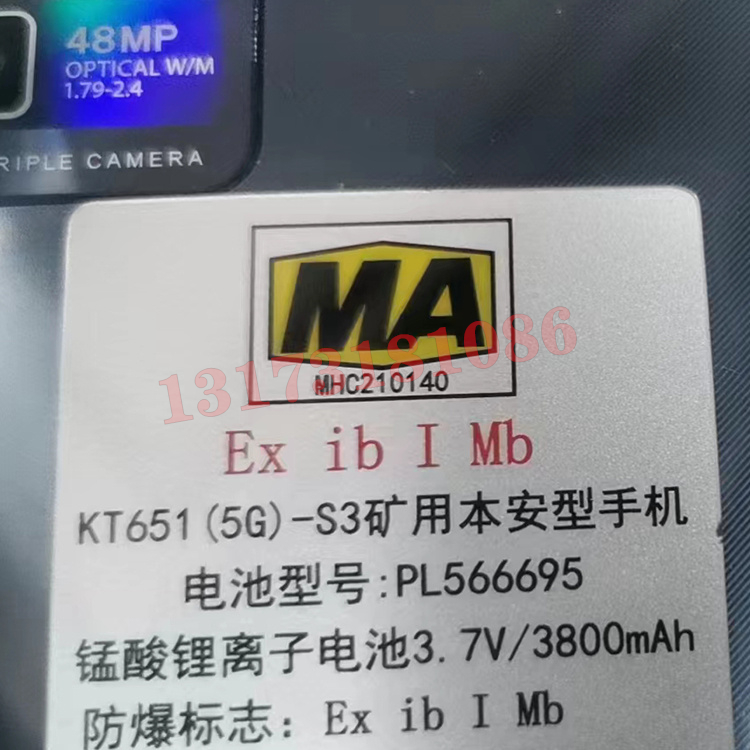 48MP
OPTICAL W/M
1.79-2.4
RIPLE CAMERA
MA
MHC210140
13173181086
Ex ib I Mb
KT651(5G)-S3矿用本安型手机
电池型号:PL566695
锰酸锂离子电池3.7V/3800mAh
防爆标志: Ex ib I Mb